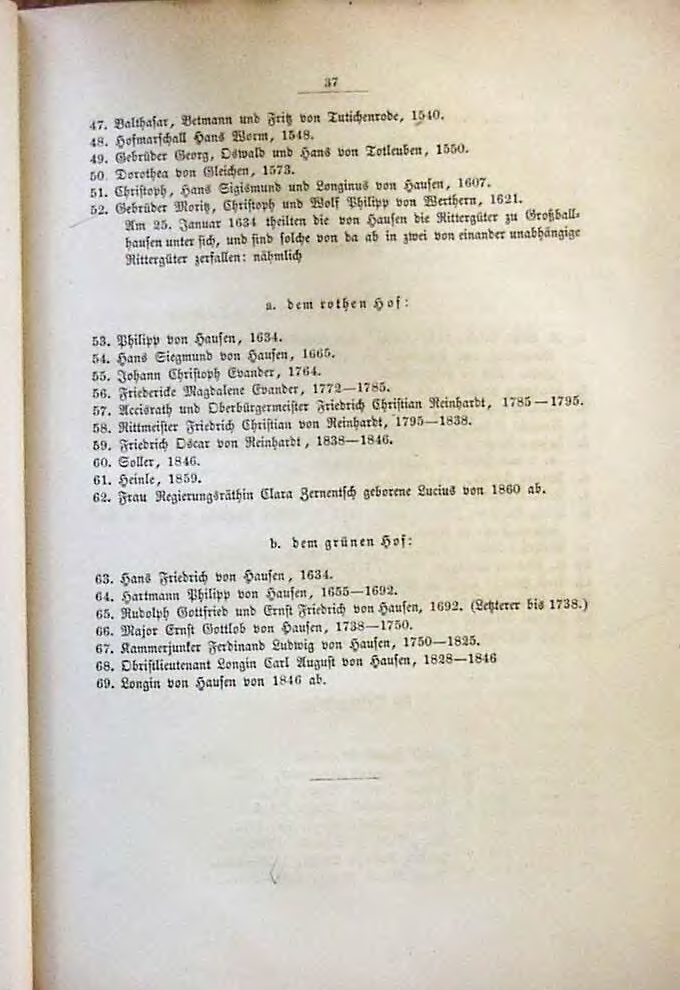 37
47. Balthasar, Betmann und Fritz von Tutichenrode, 1540.
48. Hofmarschall Hans Worm, 1548.
49. Gebrüder Georg, Oswald und Hans von Totleuben, 1550.
50. Dorothea von Gleichen, 1573.
51. Christoph, Hans Sigismund und Longinus von Hausen, 1607.
52. Gebrüder Moritz, Christoph und Wolf Philipp von Werthern, 1621.
Am 25. Januar 1634 theilten die von Hausen die Rittergüter zu Großball-
hausen unter sich, und sind solche von da ab in zwei von einander unabhängige
Rittergüter zerfallen: nähmlich
a. dem rothen Hof:
53. Philipp von Hausen, 1634.
54. Hans Siegmund von Hausen, 1665.
55. Johann Christoph Evander, 1764.
56. Friedericke Magdalene Evander, 1772—1785.
57. Accisrath und Oberbürgermeister Friedrich Christian Reinhardt, 1785—1795.
58. Rittmeister Friedrich Christian von Reinhardt, 1795—1838.
59. Friedrich Oscar von Reinhardt, 1838—1846.
60. Soller, 1846.
61. Heinle, 1859.
62. Frau Regierungsräthin Clara Zernentsch geborene Lucius von 1860 ab.
b. dem grünen Hof:
63. Hans Friedrich von Hausen, 1634.
64. Hartmann Philipp von Hausen, 1655—1692.
65. Rudolph Gottfried und Ernst Friedrich von Hausen, 1692. (Letzterer bis 1738.)
66. Major Ernst Gottlob von Hausen, 1738—1750.
67. Kammerjunker Ferdinand Ludwig von Hausen, 1750—1825.
68. Obristlieutenant Longin Carl August von Hausen, 1828—1846
69. Longin von Hausen von 1846 ab.